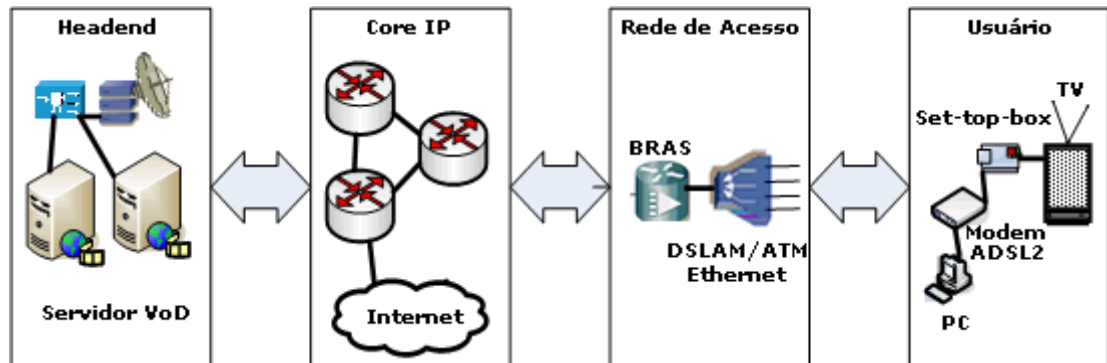 Headend
Servidor VoD
Core IP
Internet
Rede de Acesso
BRAS
DSLAM/ATM
Ethernet
Usuário
TV
Set-top-box
Modem
ADSL2
PC